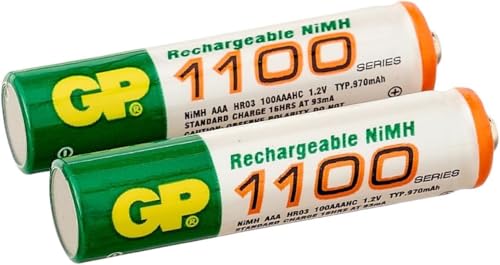 Rechargeable NiMH
GP®
1100 SERIES
NiMH AAA HR03 100AAAHC 1.2V TYP.970mAh
STANDARD CHARGE 16HRS AT 93mA
Rechargeable NiMH
GP®
1100 SERIES
NiMH AAA HR03 100AAAHC 1.2V TYP.970mAh
STANDARD CHARGE 16HRS AT 93mA